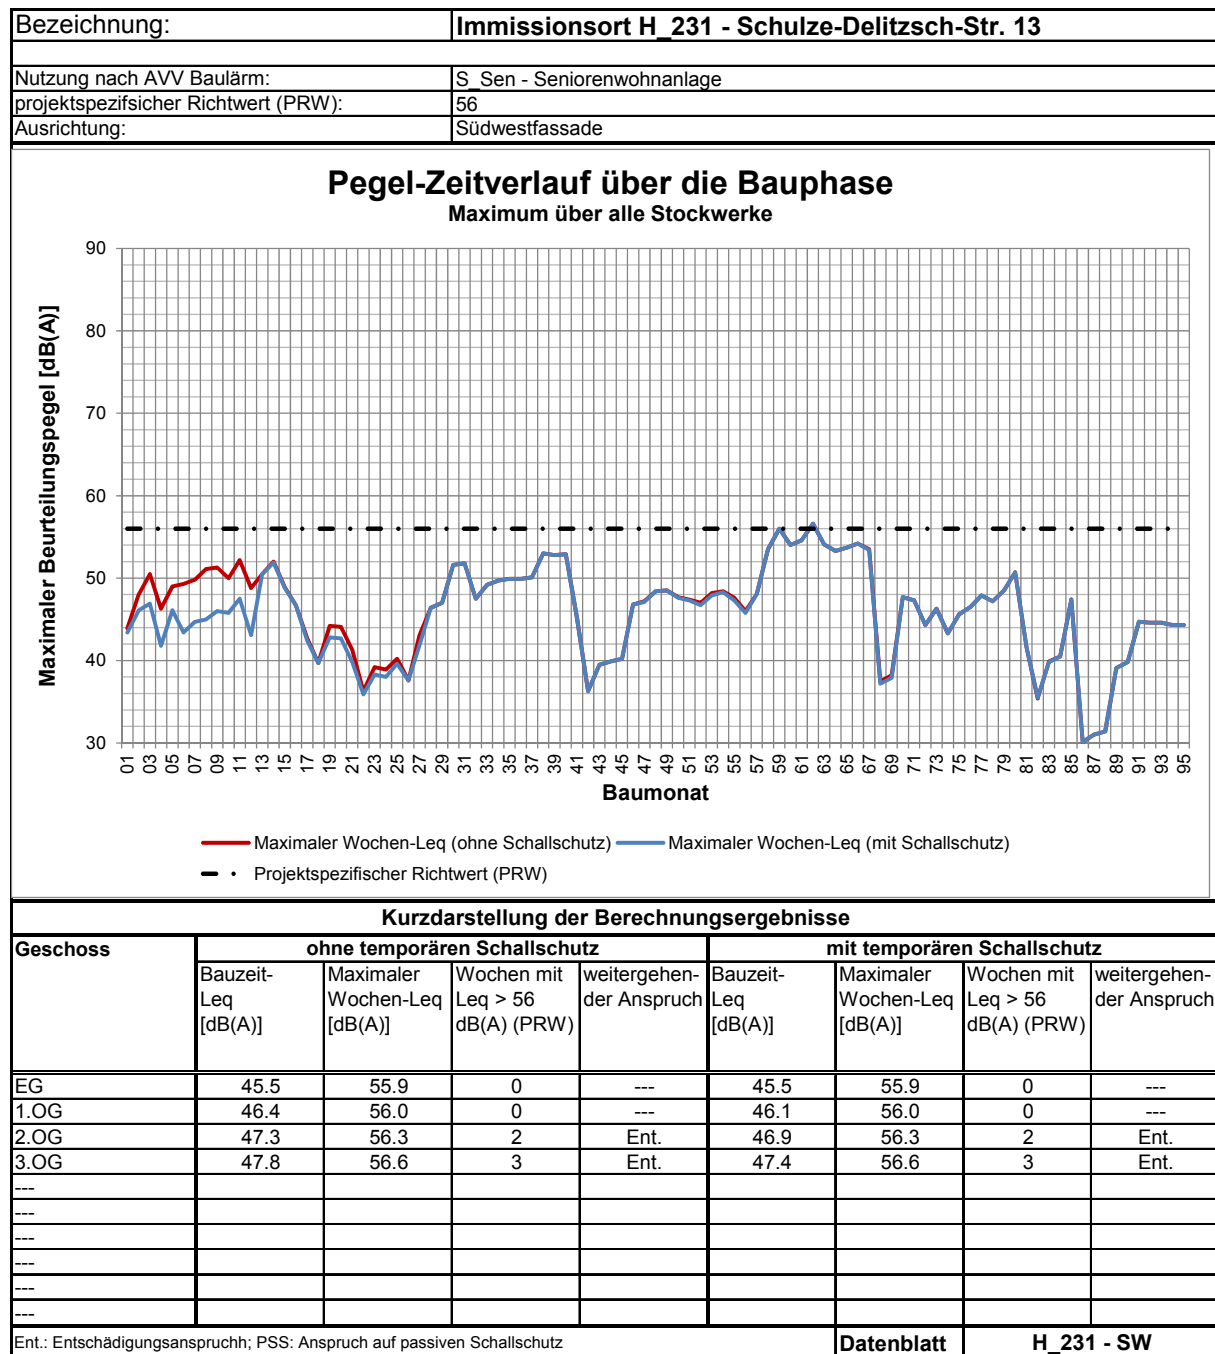 Bezeichnung: Immissionsort H_231 - Schulze-Delitzsch-Str. 13
Nutzung nach AVV Baulärm: S_Sen - Seniorenwohnanlage
projektspezifsicher Richtwert (PRW): 56
Ausrichtung: Südwestfassade
Pegel-Zeitverlauf über die Bauphase
Maximum über alle Stockwerke
Maximaler Beurteilungspegel [dB(A)]
90
80
70
60
50
40
30
01 03 05 07 09 11 13 15 17 19 21 23 25 27 29 31 33 35 37 39 41 43 45 47 49 51 53 55 57 59 61 63 65 67 69 71 73 75 77 79 81 83 85 87 89 91 93 95
Baumonat
Maximaler Wochen-Leq (ohne Schallschutz) Maximaler Wochen-Leq (mit Schallschutz)
Projektspezifischer Richtwert (PRW)
Kurzdarstellung der Berechnungsergebnisse
Geschoss ohne temporären Schallschutz mit temporären Schallschutz
Bauzeit- Maximaler Wochen mit weitergehen- Bauzeit- Maximaler Wochen mit weitergehen-
Leq Wochen-Leq Leq > 56 der Anspruch Leq Wochen-Leq Leq > 56 der Anspruch
[dB(A)] [dB(A)] dB(A) (PRW) [dB(A)] [dB(A)] dB(A) (PRW)
EG 45.5 55.9 0 --- 45.5 55.9 0 ---
1.OG 46.4 56.0 0 --- 46.1 56.0 0 ---
2.OG 47.3 56.3 2 Ent. 46.9 56.3 2 Ent.
3.OG 47.8 56.6 3 Ent. 47.4 56.6 3 Ent.
---
---
---
---
---
---
Ent.: Entschädigungsanspruchh; PSS: Anspruch auf passiven Schallschutz Datenblatt H_231 - SW